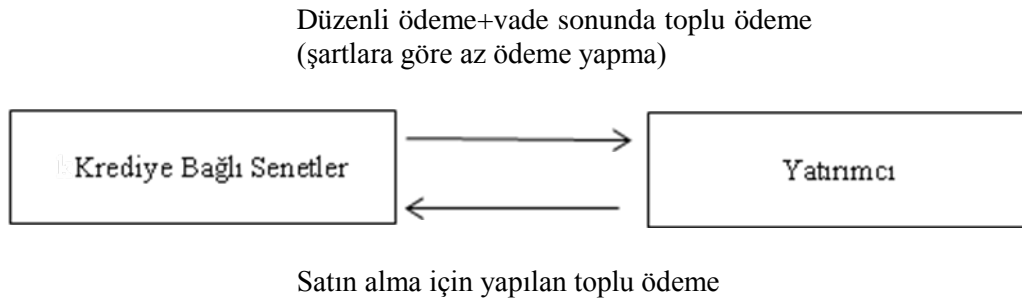 Düzenli ödeme+vade sonunda toplu ödeme
(şartlara göre az ödeme yapma)
Krediye Bağlı Senetler
Yatırımcı
Satın alma için yapılan toplu ödeme